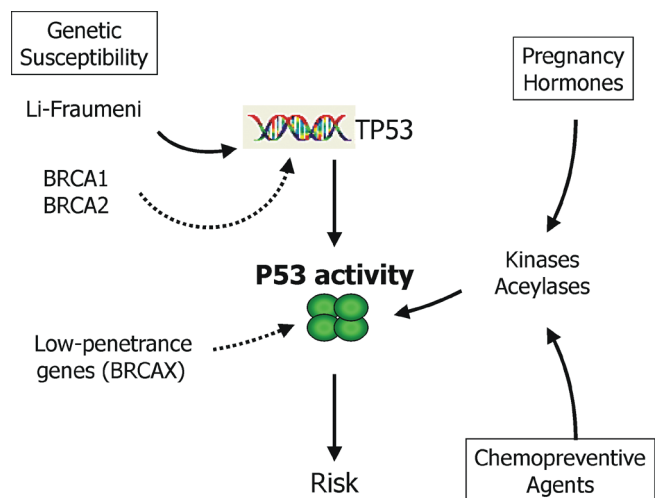 Genetic
Susceptibility
Li-Fraumeni
TP53
BRCA1
BRCA2
Pregnancy
Hormones
P53 activity
Kinases
Aceylases
Low-penetrance
genes (BRCAX)
Risk
Chemopreventive
Agents